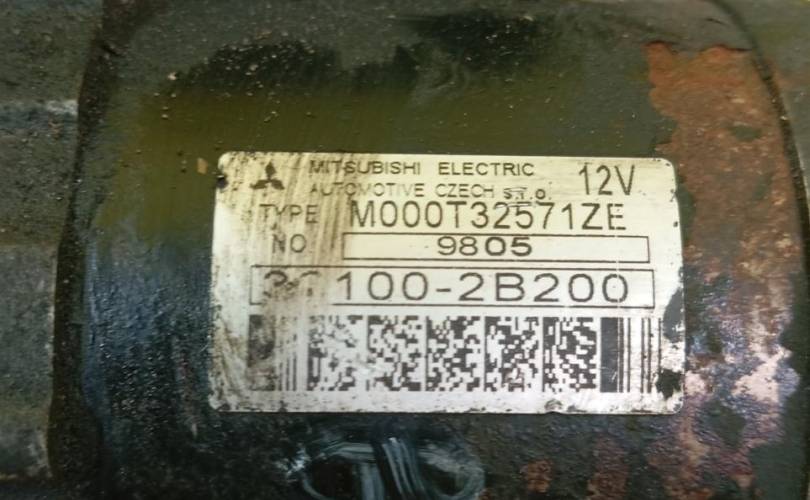 MITSUBISHI ELECTRIC 12V
AUTOMOTIVE CZECH s.r.o.
TYPE M000T32571ZE
NO 9805
100-2B200